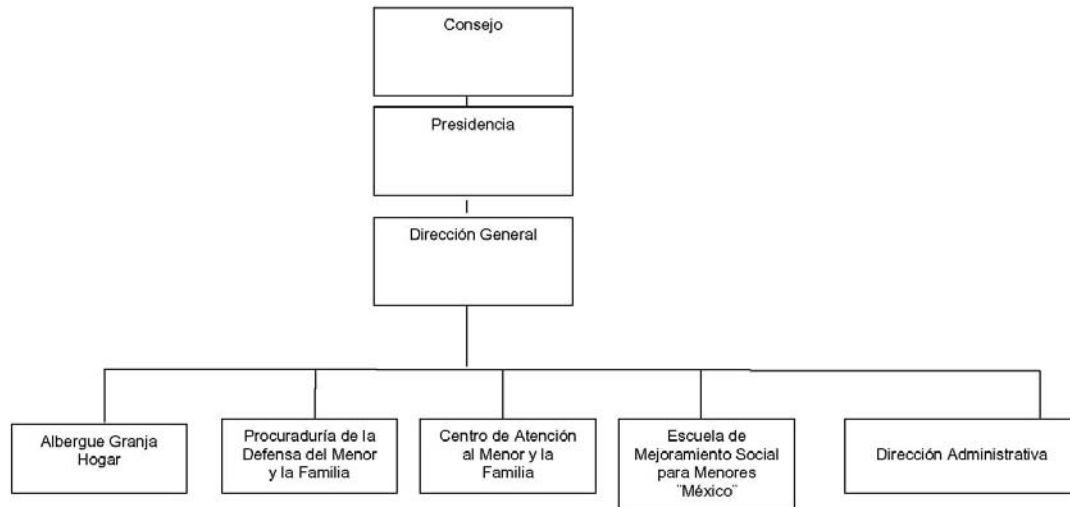 Consejo
Presidencia
Dirección General
Albergue Granja
Hogar
Procuraduría de la
Defensa del Menor
y la Familia
Centro de Atención
al Menor y la
Familia
Escuela de
Mejoramiento Social
para Menores
¨México¨
Dirección Administrativa